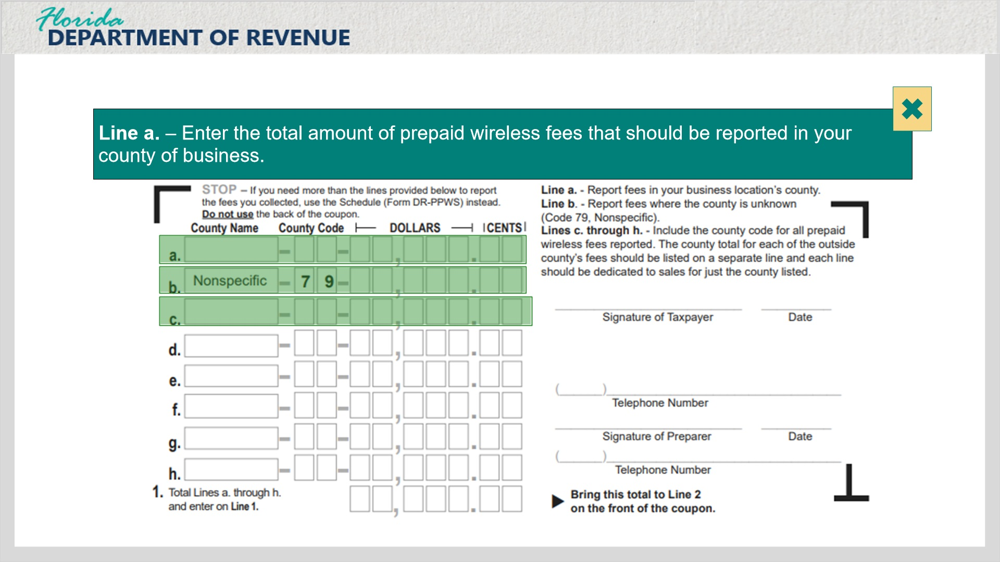 Florida
DEPARTMENT OF REVENUE
Line a. – Enter the total amount of prepaid wireless fees that should be reported in your
county of business.
STOP – If you need more than the lines provided below to report
the fees you collected, use the Schedule (Form DR-PPWS) instead.
Do not use the back of the coupon.
County Name County Code DOLLARS CENTS
a.
b. Nonspecific – 7 9 –
c.
d.
e.
f.
g.
h.
1. Total Lines a. through h.
and enter on Line 1.
Line a. - Report fees in your business location's county.
Line b. - Report fees where the county is unknown
(Code 79, Nonspecific).
Lines c. through h. - Include the county code for all prepaid
wireless fees reported. The county total for each of the outside
county's fees should be listed on a separate line and each line
should be dedicated to sales for just the county listed.
Signature of Taxpayer Date
Telephone Number
Signature of Preparer Date
Telephone Number
Bring this total to Line 2
on the front of the coupon.